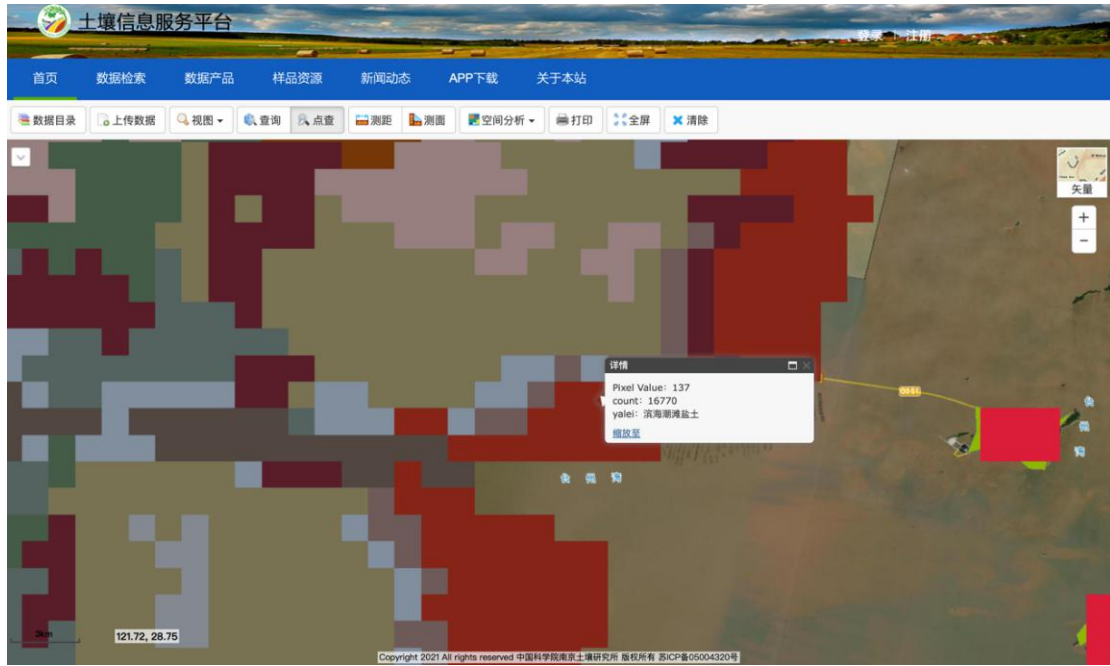 土壤信息服务平台
登录 | 注册
首页 数据检索 数据产品 样品资源 新闻动态 APP下载 关于本站
数据目录 上传数据 视图 查询 点查 测距 测面 空间分析 打印 全屏 清除
矢量
+
−
详情
Pixel Value: 137
count: 16770
yalei: 滨海潮滩盐土
缩放至
台
州
湾
台 州 湾
3km
121.72, 28.75
Copyright 2021 All rights reserved 中国科学院南京土壤研究所 版权所有 苏ICP备05004320号